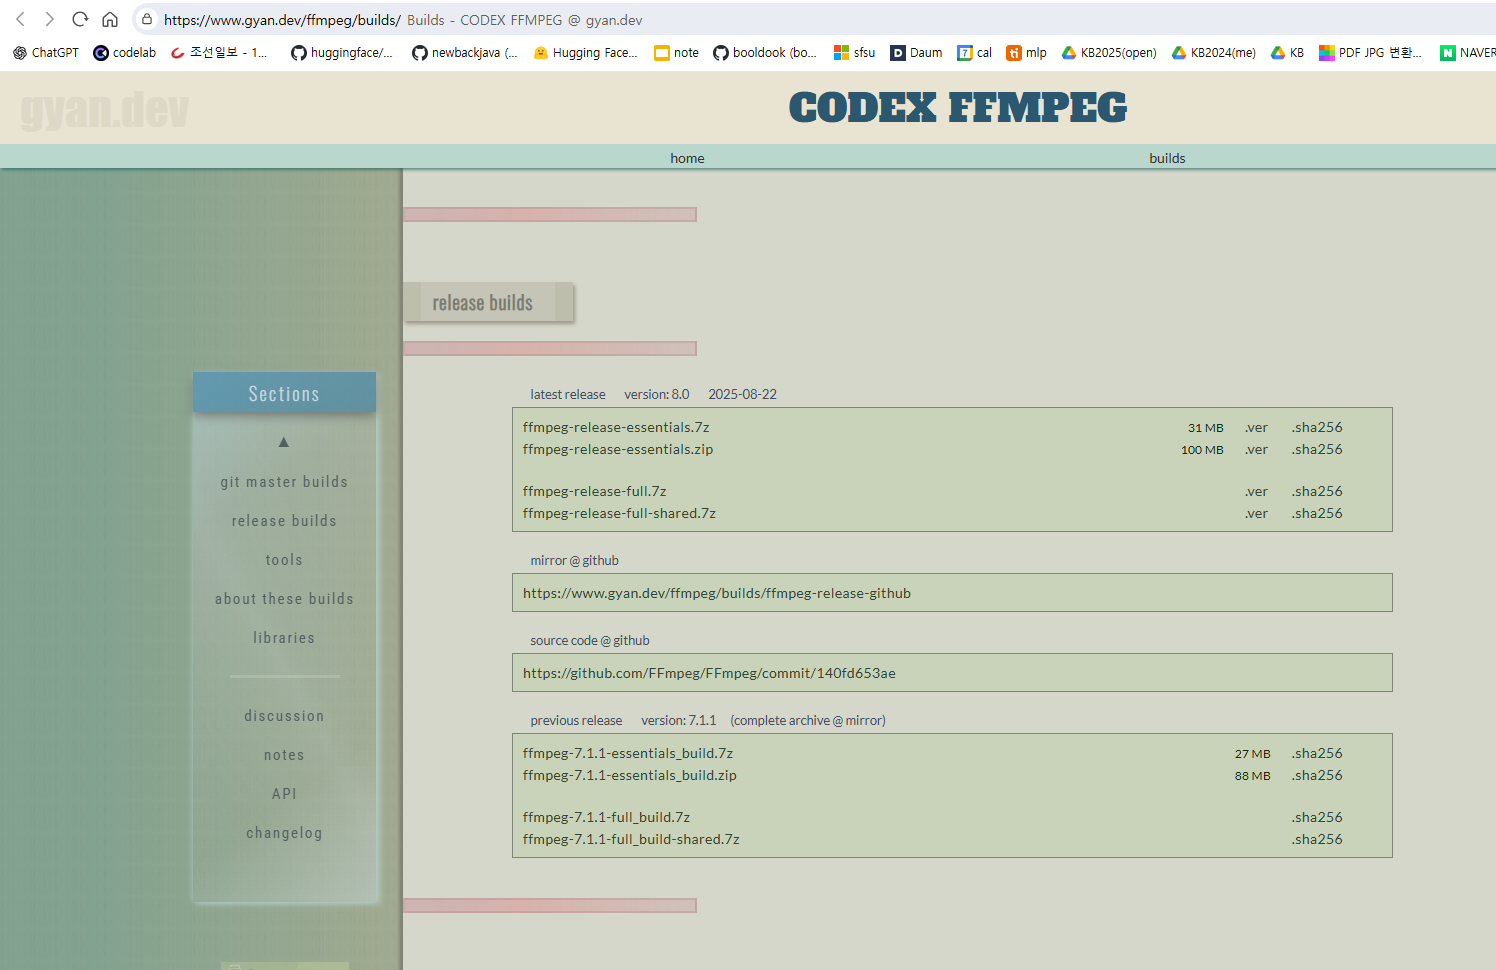 https://www.gyan.dev/ffmpeg/builds/ Builds - CODEX FFMPEG @ gyan.dev
ChatGPT codelab 조선일보 - 1... huggingface/... newbackjava (... Hugging Face... note booldook (bo... sfsu Daum cal mlp KB2025(open) KB2024(me) KB PDF JPG 변환... NAVER
gyan.dev
CODEX FFMPEG
home builds
release builds
Sections
▲
git master builds
release builds
tools
about these builds
libraries
discussion
notes
API
changelog
latest release version: 8.0 2025-08-22
ffmpeg-release-essentials.7z 31 MB .ver .sha256
ffmpeg-release-essentials.zip 100 MB .ver .sha256
ffmpeg-release-full.7z .ver .sha256
ffmpeg-release-full-shared.7z .ver .sha256
mirror @ github
https://www.gyan.dev/ffmpeg/builds/ffmpeg-release-github
source code @ github
https://github.com/FFmpeg/FFmpeg/commit/140fd653ae
previous release version: 7.1.1 (complete archive @ mirror)
ffmpeg-7.1.1-essentials_build.7z 27 MB .sha256
ffmpeg-7.1.1-essentials_build.zip 88 MB .sha256
ffmpeg-7.1.1-full_build.7z .sha256
ffmpeg-7.1.1-full_build-shared.7z .sha256